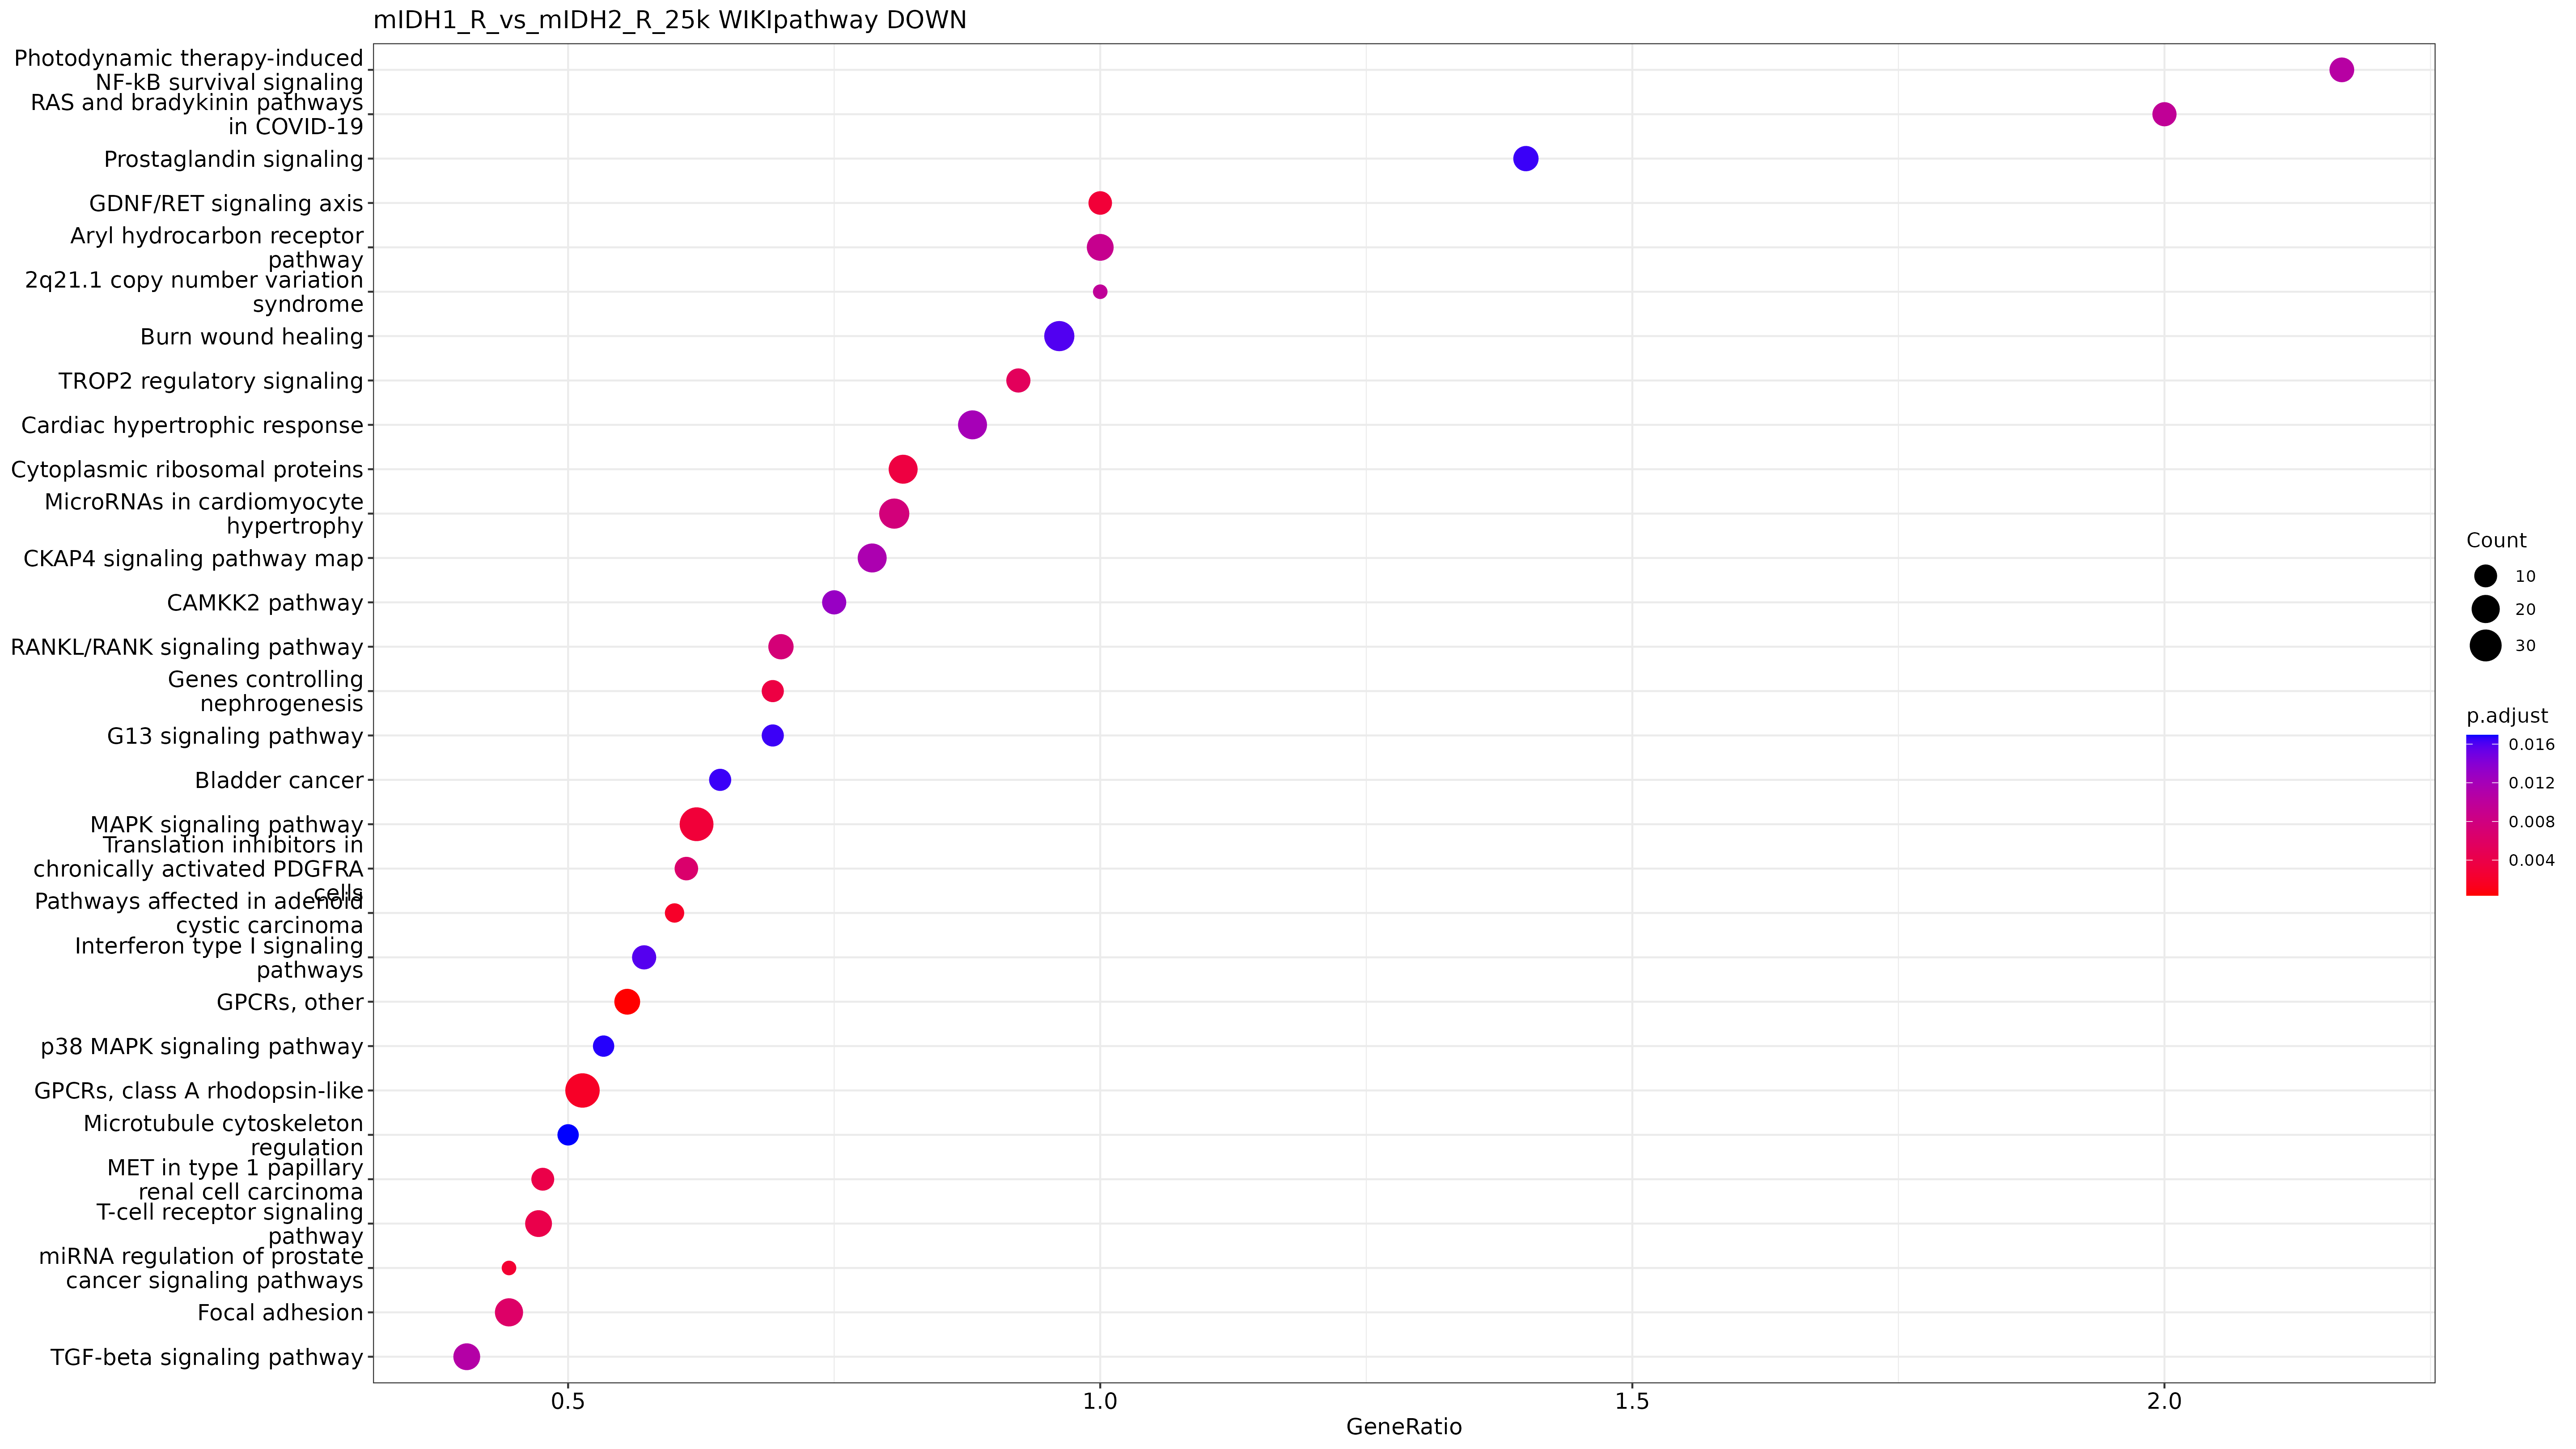 mIDH1_R_vs_mIDH2_R_25k WIKIpathway DOWN
Photodynamic therapy-induced
NF-kB survival signaling
RAS and bradykinin pathways
in COVID-19
Prostaglandin signaling
GDNF/RET signaling axis
Aryl hydrocarbon receptor
pathway
2q21.1 copy number variation
syndrome
Burn wound healing
TROP2 regulatory signaling
Cardiac hypertrophic response
Cytoplasmic ribosomal proteins
MicroRNAs in cardiomyocyte
hypertrophy
CKAP4 signaling pathway map
CAMKK2 pathway
RANKL/RANK signaling pathway
Genes controlling
nephrogenesis
G13 signaling pathway
Bladder cancer
MAPK signaling pathway
Translation inhibitors in
chronically activated PDGFRA
cells
Pathways affected in adenoid
cystic carcinoma
Interferon type I signaling
pathways
GPCRs, other
p38 MAPK signaling pathway
GPCRs, class A rhodopsin-like
Microtubule cytoskeleton
regulation
MET in type 1 papillary
renal cell carcinoma
T-cell receptor signaling
pathway
miRNA regulation of prostate
cancer signaling pathways
Focal adhesion
TGF-beta signaling pathway
0.5 1.0 1.5 2.0
GeneRatio
Count
10
20
30
p.adjust
0.016
0.012
0.008
0.004